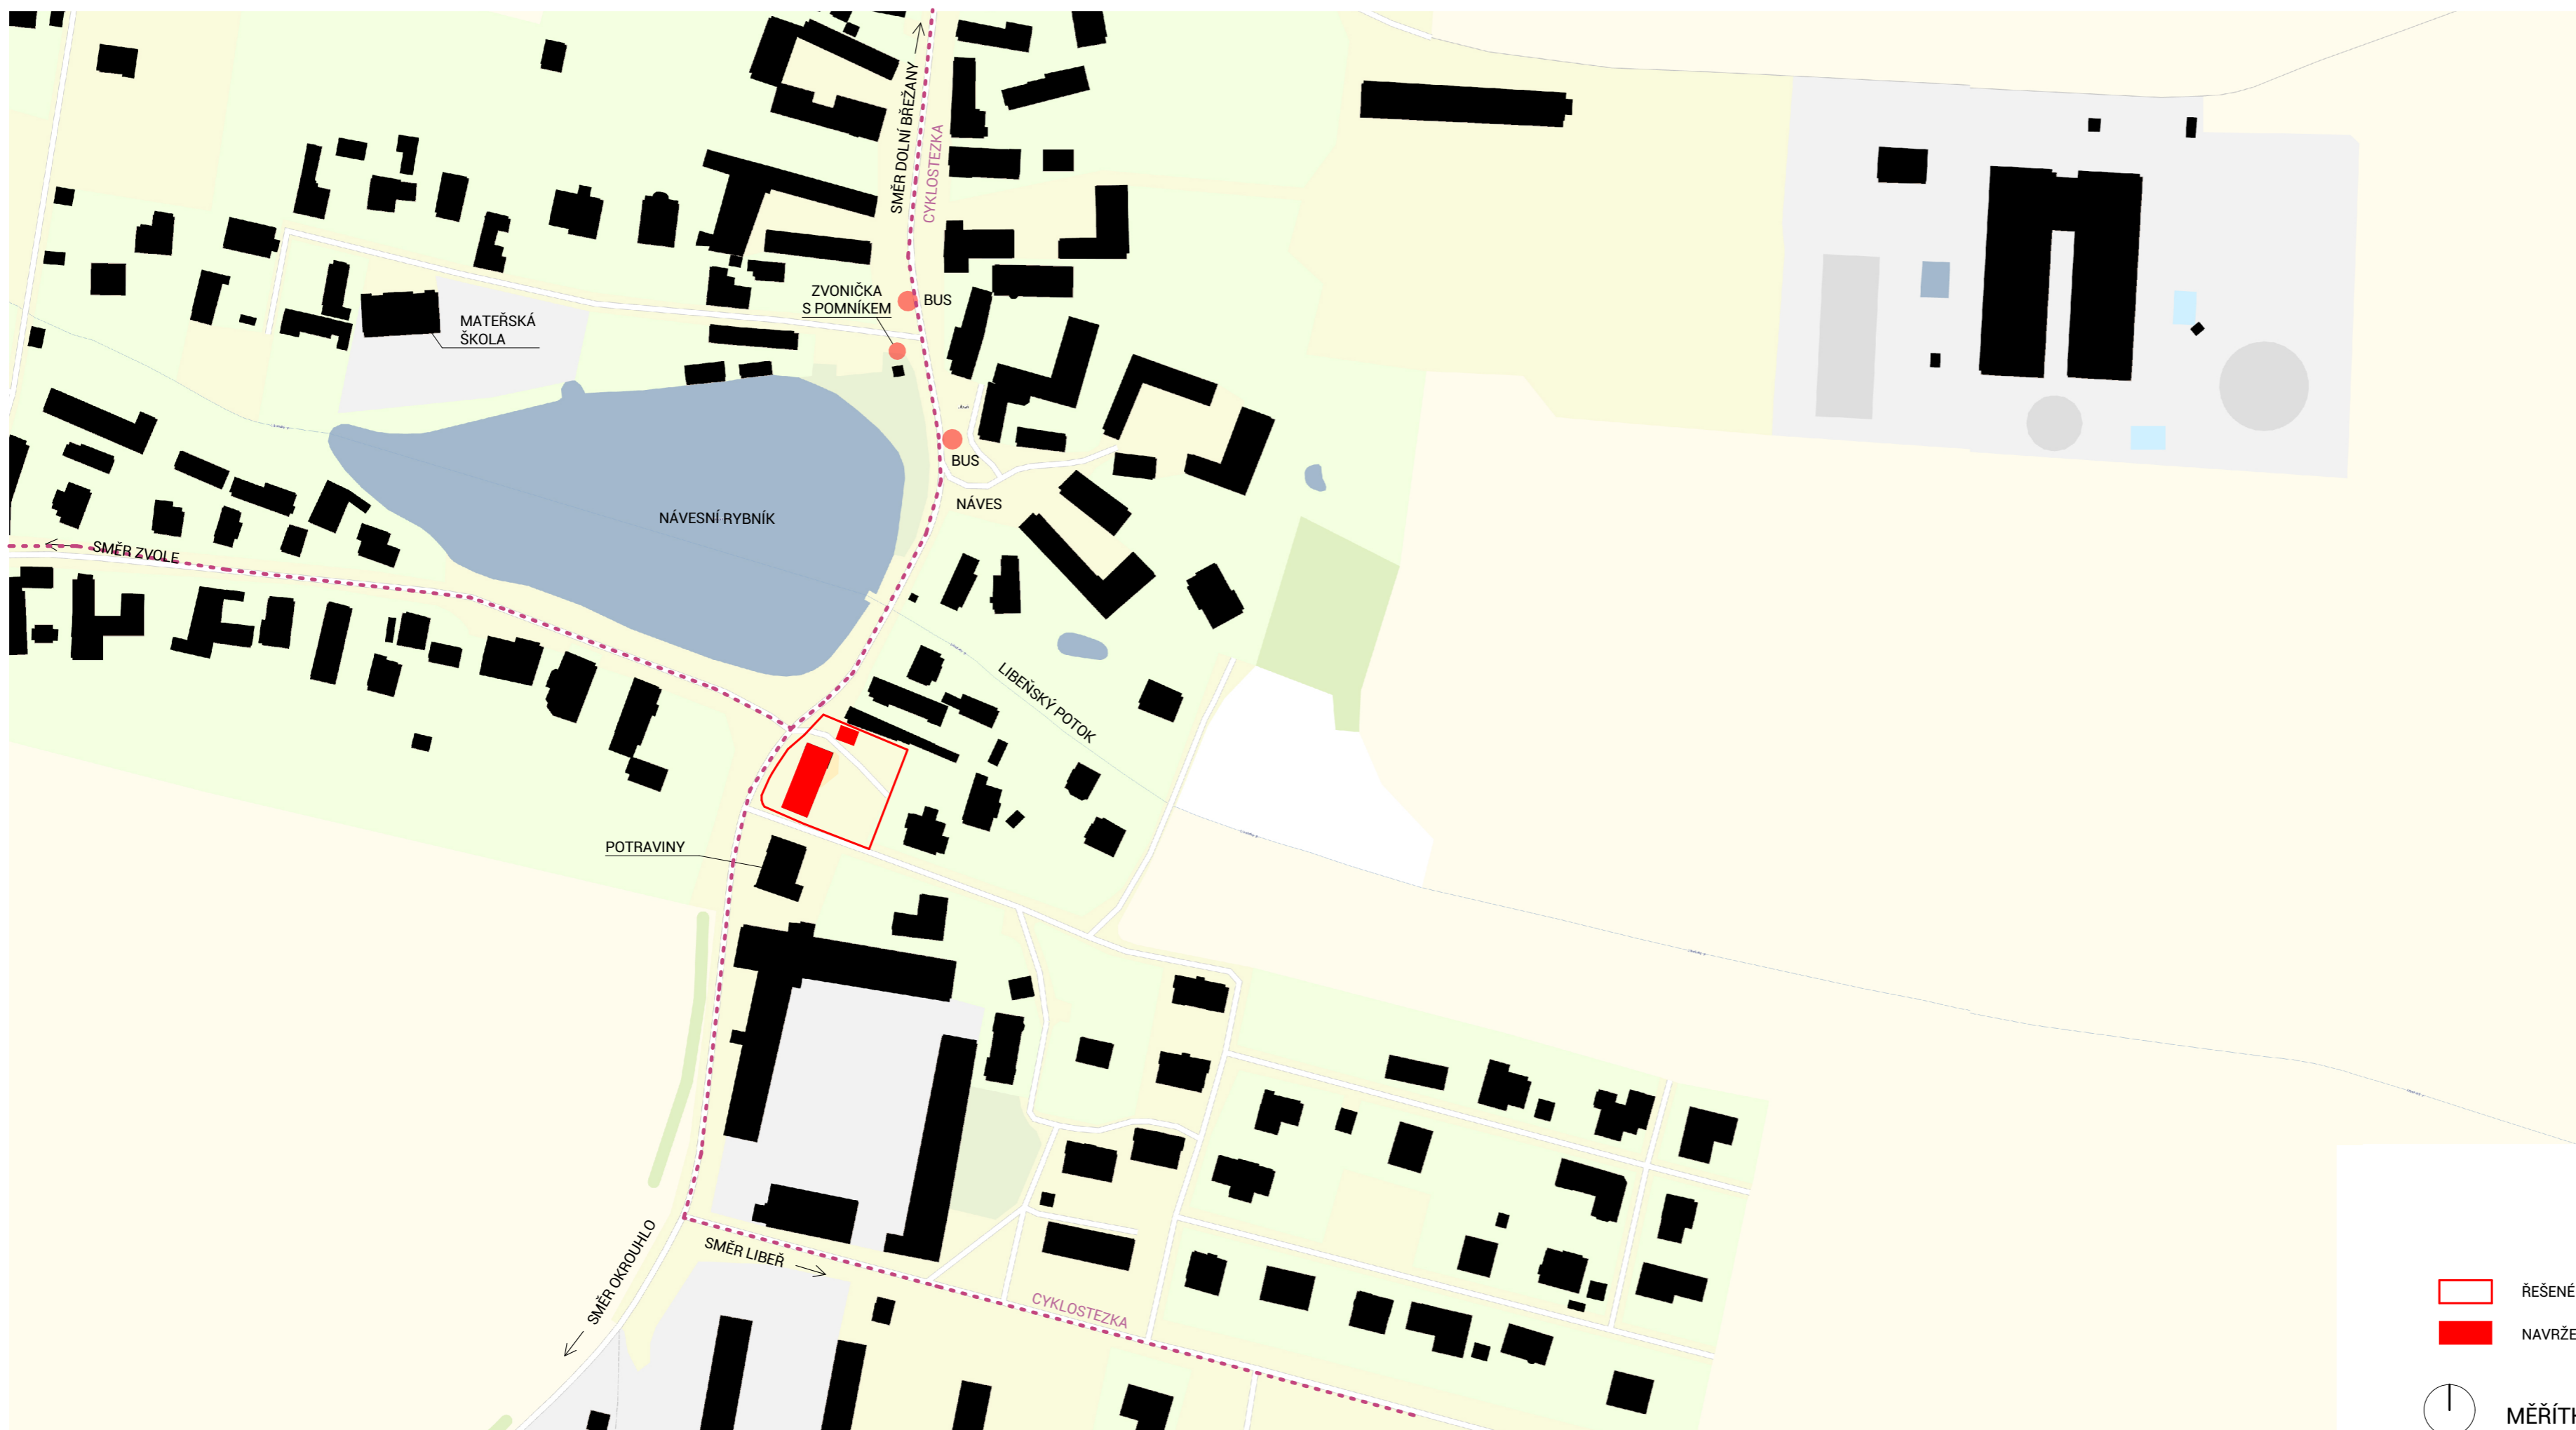 SMĚR DOLNÍ BŘEŽANY
CYKLOSTEZKA
ZVONIČKA
S POMNÍKEM
BUS
MATEŘSKÁ
ŠKOLA
BUS
NÁVES
NÁVESNÍ RYBNÍK
SMĚR ZVOLE
LIBEŇSKÝ POTOK
POTRAVINY
SMĚR OKROUHLO
SMĚR LIBEŘ
CYKLOSTEZKA
ŘEŠENÉ
NAVRŽE
MĚŘÍTK